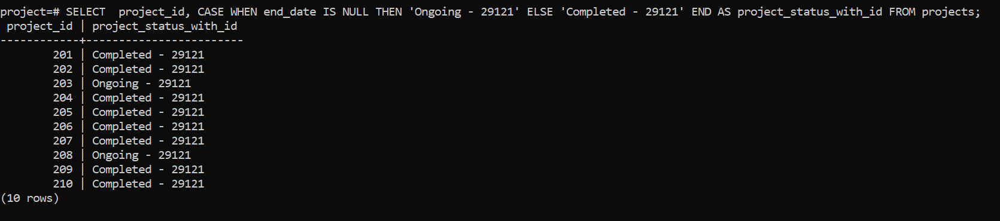 project=# SELECT  project_id, CASE WHEN end_date IS NULL THEN 'Ongoing - 29121' ELSE 'Completed - 29121' END AS project_status_with_id FROM projects;
 project_id | project_status_with_id
------------+------------------------
        201 | Completed - 29121
        202 | Completed - 29121
        203 | Ongoing - 29121
        204 | Completed - 29121
        205 | Completed - 29121
        206 | Completed - 29121
        207 | Completed - 29121
        208 | Ongoing - 29121
        209 | Completed - 29121
        210 | Completed - 29121
(10 rows)